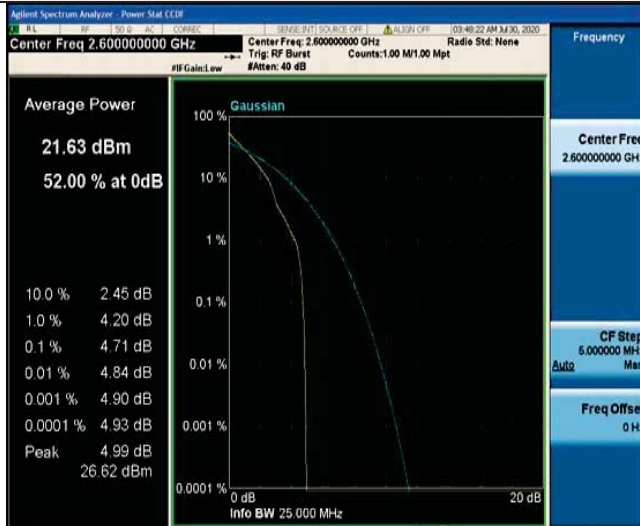 Agilent Spectrum Analyzer - Power Stat CCDF
RL RF 50 Ω AC CORREC SENSE:INT SOURCE OFF ALIGN OFF 03:48:22 AM Jul 30, 2020
Center Freq 2.600000000 GHz
Center Freq: 2.600000000 GHz Radio Std: None
Trig: RF Burst Counts:1.00 M/1.00 Mpt
#IFGain:Low #Atten: 40 dB
Frequency
Average Power
21.63 dBm
52.00 % at 0dB
10.0 % 2.45 dB
1.0 % 4.20 dB
0.1 % 4.71 dB
0.01 % 4.84 dB
0.001 % 4.90 dB
0.0001 % 4.93 dB
Peak 4.99 dB
26.62 dBm
Gaussian
100 %
10 %
1 %
0.1 %
0.01 %
0.001 %
0.0001 %
0 dB 20 dB
Info BW 25.000 MHz
Center Freq
2.600000000 GH
CF Step
5.000000 MH
Auto Ma
Freq Offse
0 H